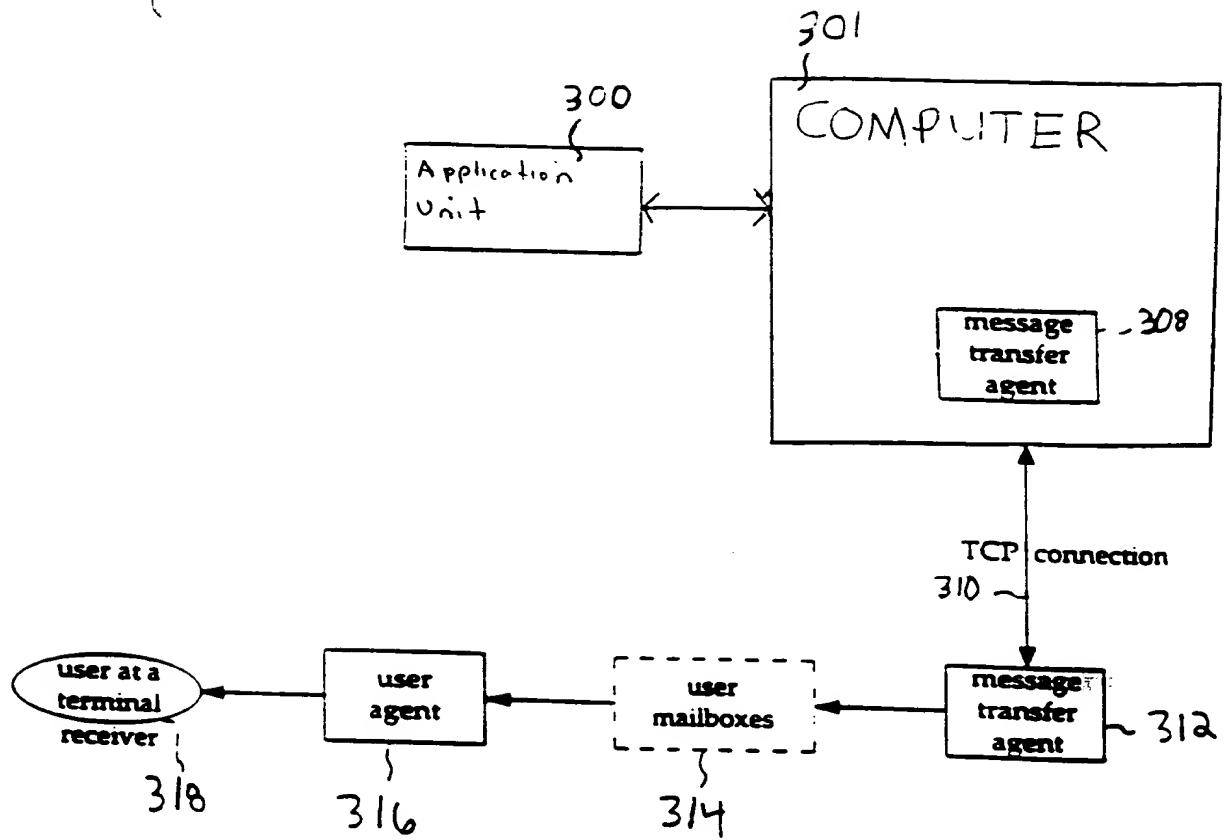 301
COMPUTER
300
Application
Unit
message
transfer
agent
308
TCP connection
310
user at a
terminal
receiver
user
agent
user
mailboxes
message
transfer
agent
312
318
316
314